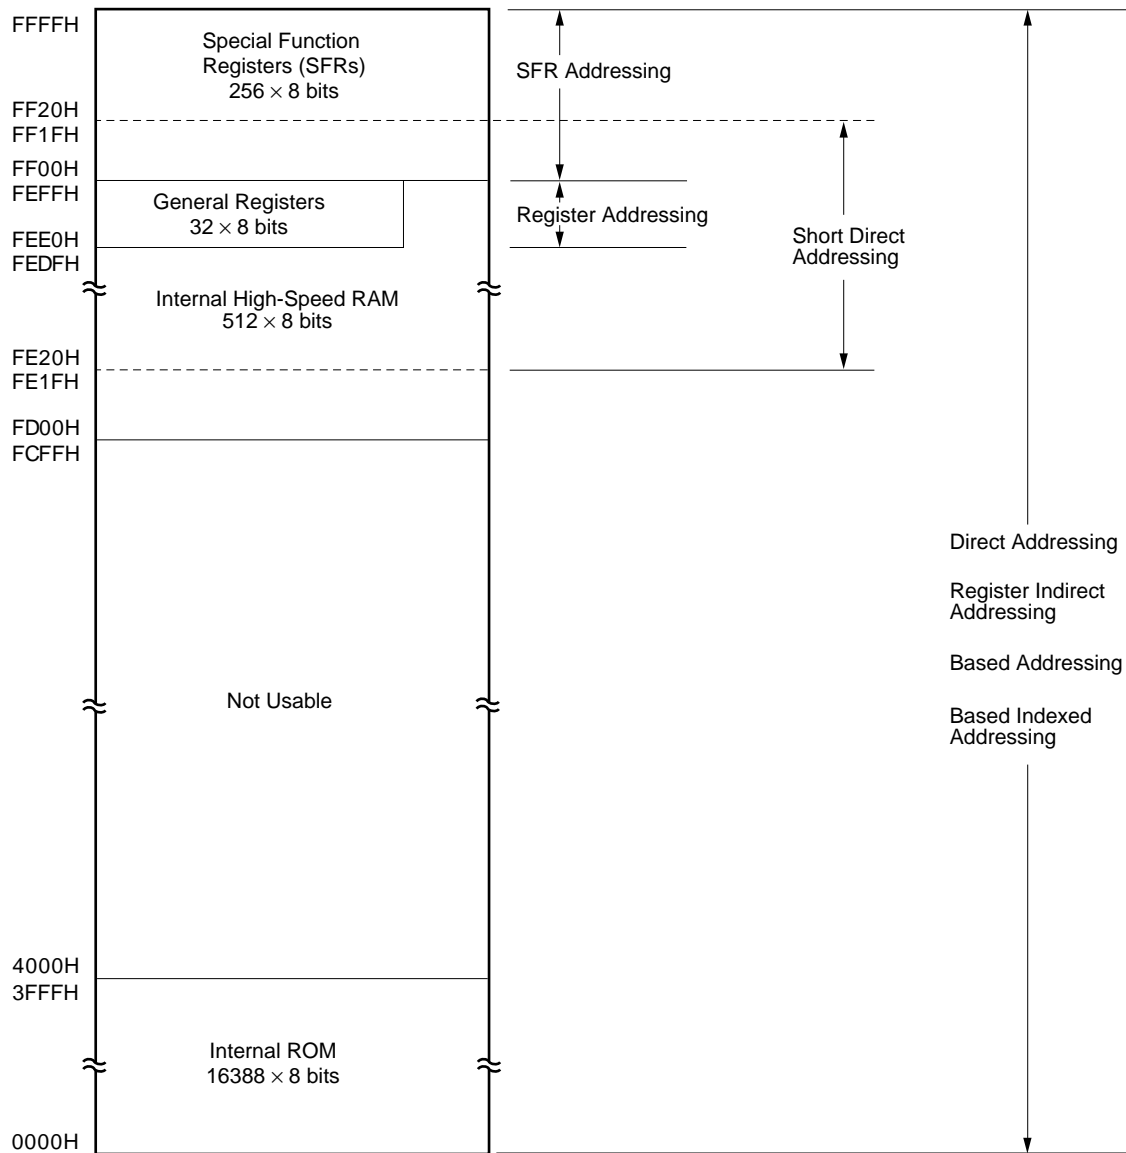 FFFFH
Special Function
Registers (SFRs)
256 × 8 bits
SFR Addressing
FF20H
FF1FH
FF00H
FEFFH
General Registers
32 × 8 bits
Register Addressing
Short Direct
Addressing
FEE0H
FEDFH
Internal High-Speed RAM
512 × 8 bits
FE20H
FE1FH
FD00H
FCFFH
Direct Addressing
Register Indirect
Addressing
Based Addressing
Based Indexed
Addressing
Not Usable
4000H
3FFFH
Internal ROM
16388 × 8 bits
0000H